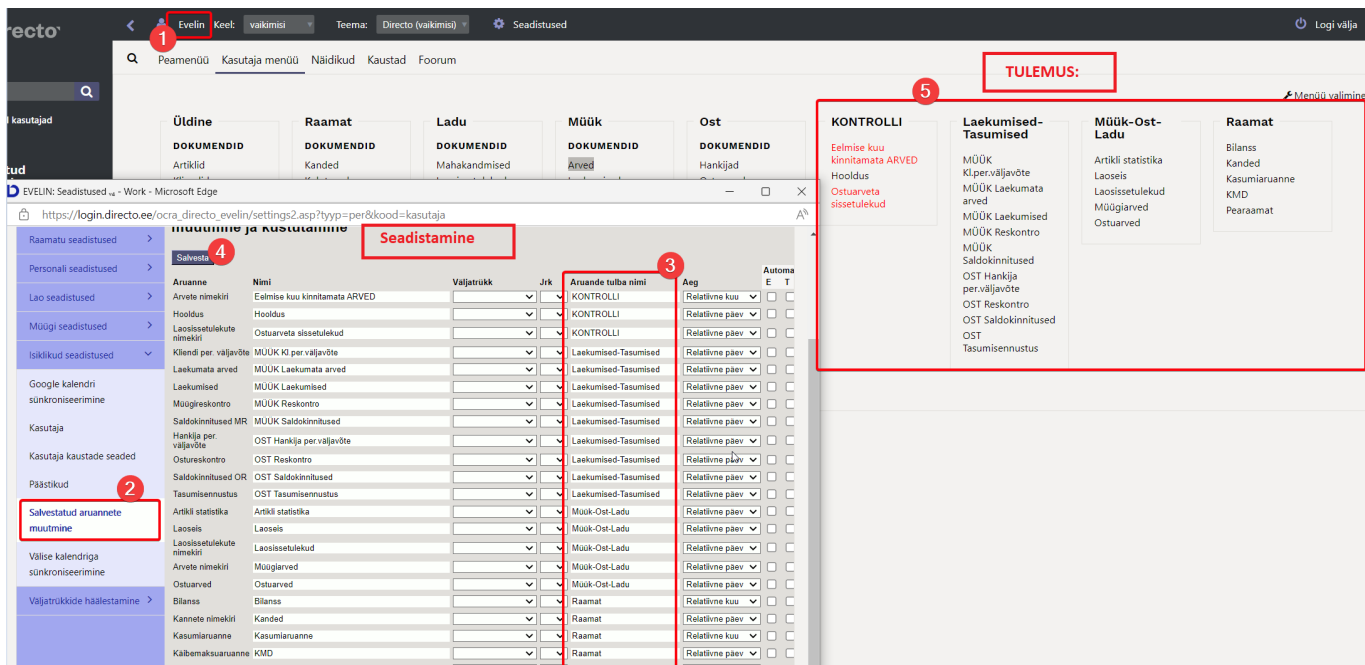 recto
Evelin Keel: vaikimisi Teema: Directo (vaikimisi) Seadistused Logi välja
1
Peamenüü Kasutaja menüü Näidikud Kaustad Foorum
TULEMUS:
5
Menüü valimine
kasutajad
tud
Üldine
DOKUMENDID
Artiklid
Raamat
DOKUMENDID
Kanded
Ladu
DOKUMENDID
Mahakandmised
Müük
DOKUMENDID
Arved
Ost
DOKUMENDID
Hankijad
KONTROLLI
Eelmise kuu
kinnitamata ARVED
Hooldus
Ostuarveta
sissetulekud
Laekumised-
Tasumised
MÜÜK
Kl.per.väljavõte
MÜÜK Laekumata
arved
MÜÜK Laekumised
MÜÜK Reskontro
MÜÜK
Saldokinnitused
OST Hankija
per.väljavõte
OST Reskontro
OST Saldokinnitused
OST
Tasumisennustus
Müük-Ost-
Ladu
Artikli statistika
Laoseis
Laosissetulekud
Müügiarved
Ostuarved
Raamat
Bilanss
Kanded
Kasumiaruanne
KMD
Pearaamat
EVELIN: Seadistused - Work - Microsoft Edge
https://login.directo.ee/ocra_directo_evelin/settings2.asp?tyyp=per&kood=kasutaja
Raamatu seadistused
Personali seadistused
Lao seadistused
Müügi seadistused
Isiklikud seadistused
Google kalendri
sünkroniseerimine
Kasutaja
Kasutaja kaustade seaded
Päästikud
2
Salvestatud aruannete
muutmine
Välise kalendriga
sünkroniseerimine
Väljatrükkide häälestamine
muutmine ja kustutamine
Seadistamine
Salvesta
4
3
Automa
Aruanne Nimi Väljatrükk Jrk Aruande tulba nimi Aeg E T
Arvete nimekiri Eelmise kuu kinnitamata ARVED KONTROLLI Relatiivne kuu
Hooldus Hooldus KONTROLLI Relatiivne päev
Laosissetulekute
nimekiri Ostuarveta sissetulekud KONTROLLI Relatiivne päev
Kliendi per. väljavõte MÜÜK Kl.per.väljavõte Laekumised-Tasumised Relatiivne päev
Laekumata arved MÜÜK Laekumata arved Laekumised-Tasumised Relatiivne päev
Laekumised MÜÜK Laekumised Laekumised-Tasumised Relatiivne päev
Müügireskontro MÜÜK Reskontro Laekumised-Tasumised Relatiivne päev
Saldokinnitused MR MÜÜK Saldokinnitused Laekumised-Tasumised Relatiivne päev
Hankija per.
väljavõte OST Hankija per.väljavõte Laekumised-Tasumised Relatiivne päev
Ostureskontro OST Reskontro Laekumised-Tasumised Relatiivne päev
Saldokinnitused OR OST Saldokinnitused Laekumised-Tasumised Relatiivne päev
Tasumisennustus OST Tasumisennustus Laekumised-Tasumised Relatiivne päev
Artikli statistika Artikli statistika Müük-Ost-Ladu Relatiivne päev
Laoseis Laoseis Müük-Ost-Ladu Relatiivne päev
Laosissetulekute
nimekiri Laosissetulekud Müük-Ost-Ladu Relatiivne päev
Arvete nimekiri Müügiarved Müük-Ost-Ladu Relatiivne päev
Ostuarved Ostuarved Müük-Ost-Ladu Relatiivne päev
Bilanss Bilanss Raamat Relatiivne kuu
Kannete nimekiri Kanded Raamat Relatiivne päev
Kasumiaruanne Kasumiaruanne Raamat Relatiivne kuu
Käibemaksuaruanne KMD Raamat Relatiivne päev